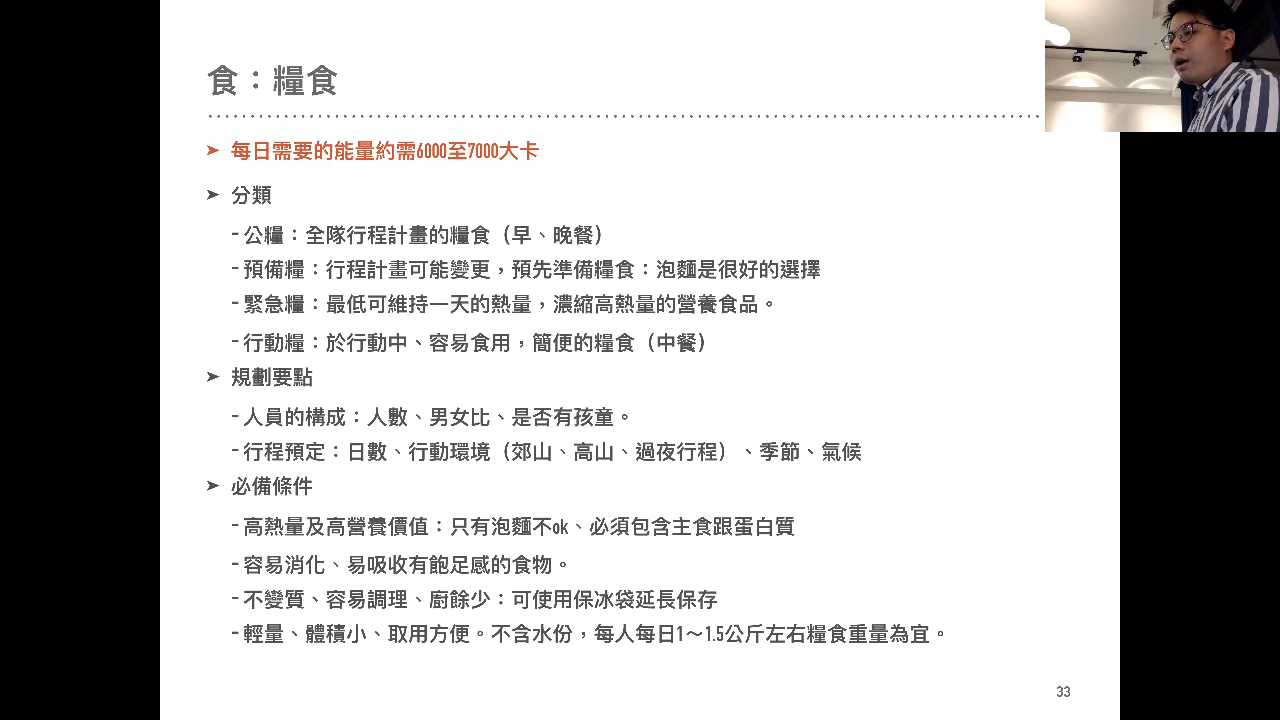 食：糧食
➤ 每日需要的能量約需6000至7000大卡
➤ 分類
-公糧：全隊行程計畫的糧食（早、晚餐）
-預備糧：行程計畫可能變更，預先準備糧食：泡麵是很好的選擇
-緊急糧：最低可維持一天的熱量，濃縮高熱量的營養食品。
-行動糧：於行動中、容易食用，簡便的糧食（中餐）
➤ 規劃要點
-人員的構成：人數、男女比、是否有孩童。
-行程預定：日數、行動環境（郊山、高山、過夜行程）、季節、氣候
➤ 必備條件
-高熱量及高營養價值：只有泡麵不ok、必須包含主食跟蛋白質
-容易消化、易吸收有飽足感的食物。
-不變質、容易調理、廚餘少：可使用保冰袋延長保存
-輕量、體積小、取用方便。不含水份，每人每日1～1.5公斤左右糧食重量為宜。
33